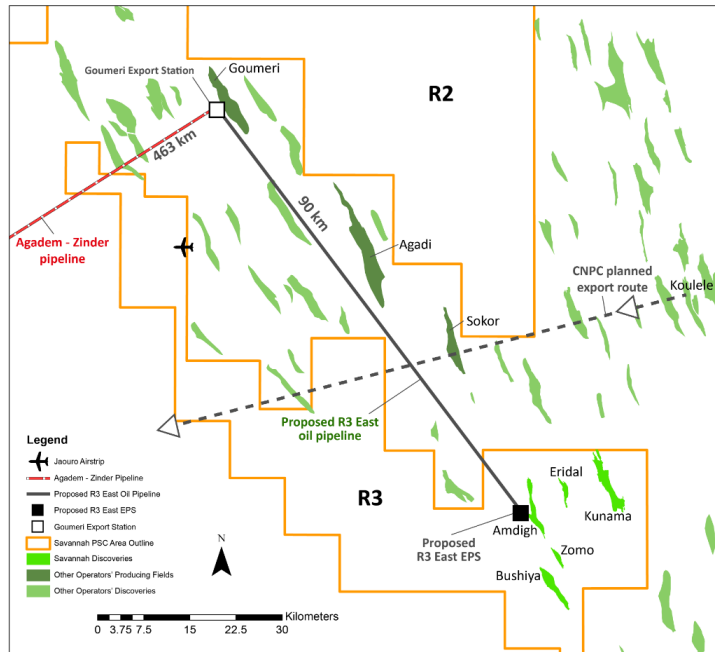 Goumeri Export Station
Goumeri
R2
463 km
90 km
Agadem - Zinder
pipeline
Agadi
CNPC planned
export route
Koulele
Sokor
Proposed R3 East
oil pipeline
R3
Eridal
Kunama
Amdigh
Proposed
R3 East EPS
Zomo
Bushiya
Legend
Jaouro Airstrip
Agadem - Zinder Pipeline
Proposed R3 East Oil Pipeline
Proposed R3 East EPS
Goumeri Export Station
Savannah PSC Area Outline
Savannah Discoveries
Other Operators' Producing Fields
Other Operators' Discoveries
N
Kilometers
0 3.75 7.5 15 22.5 30